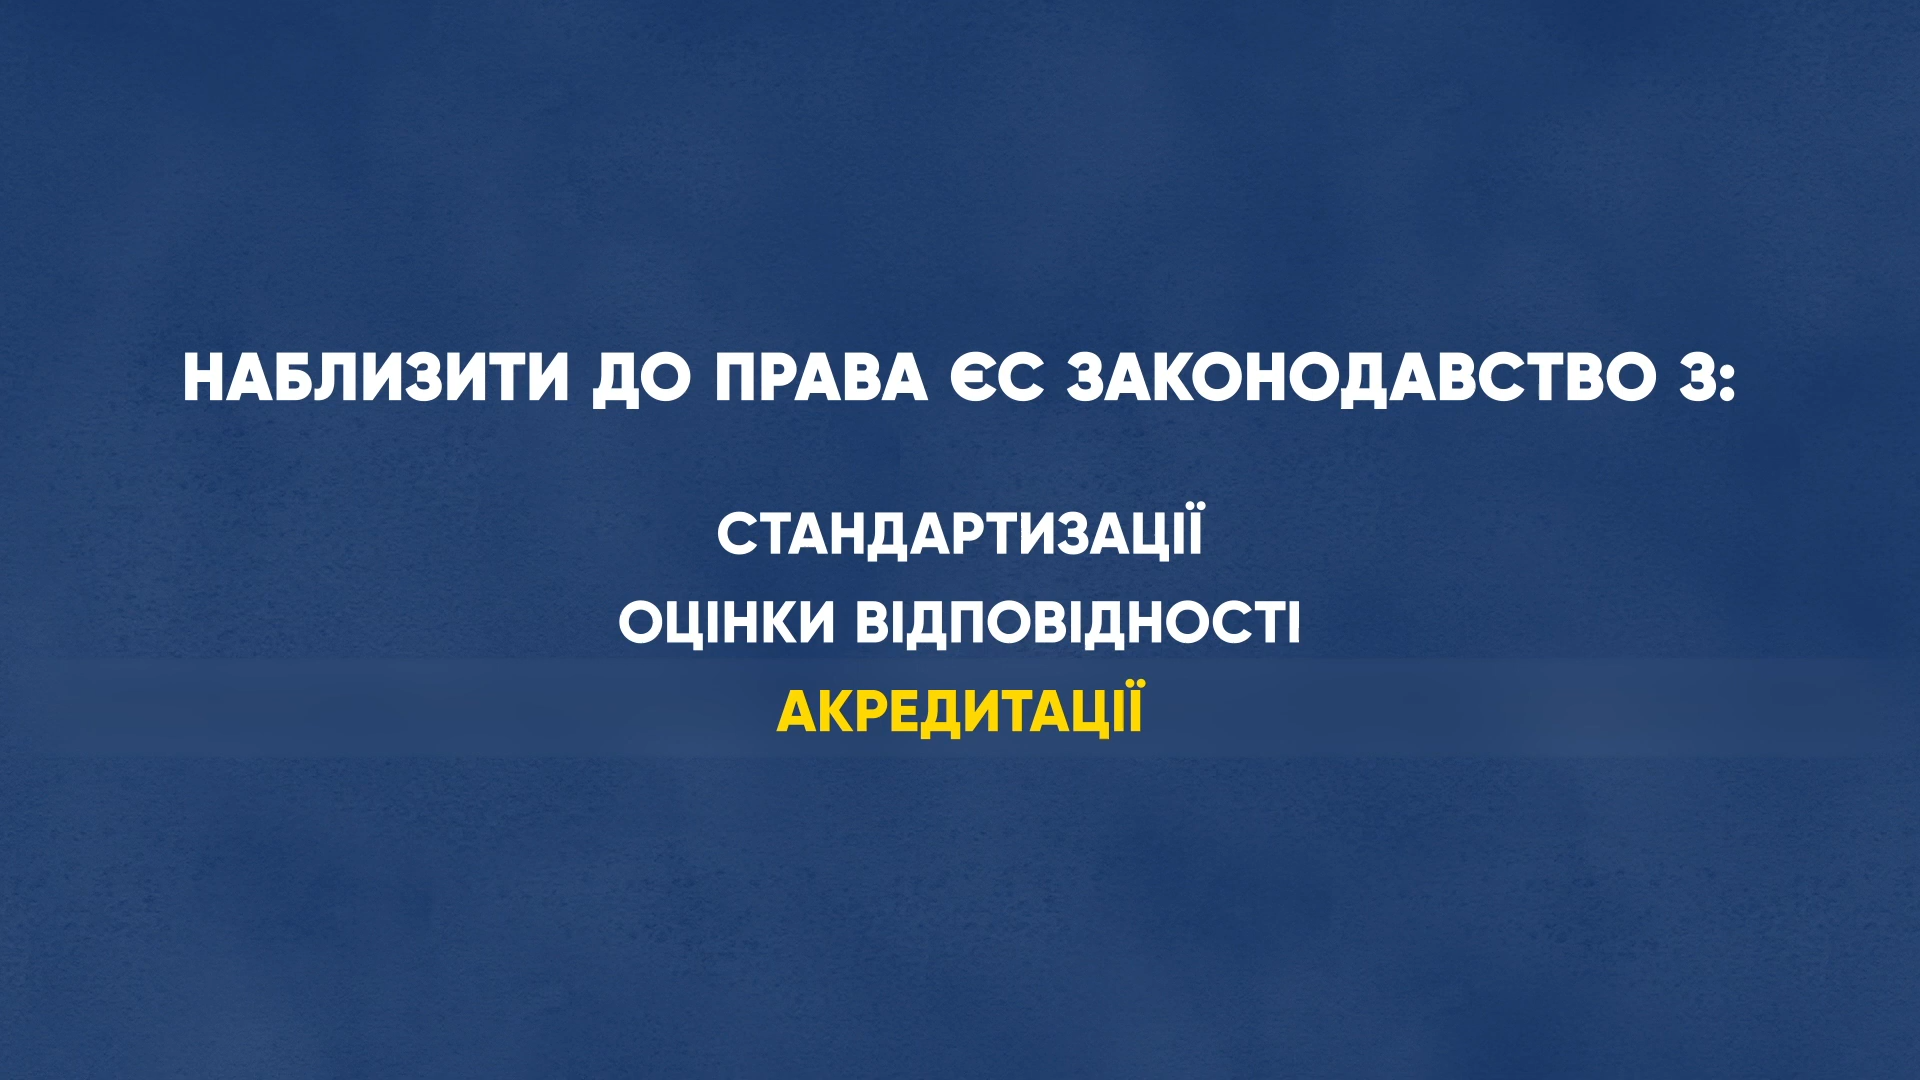 НАБЛИЗИТИ ДО ПРАВА ЄС ЗАКОНОДАВСТВО З:
СТАНДАРТИЗАЦІЇ
ОЦІНКИ ВІДПОВІДНОСТІ
АКРЕДИТАЦІЇ